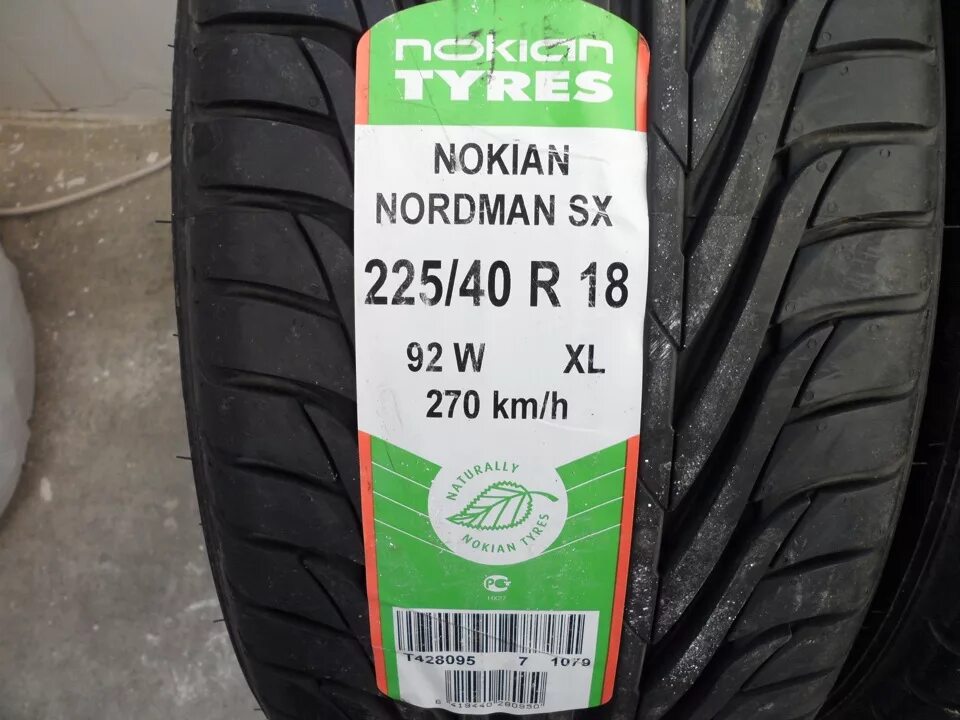 nokian
TYRES
NOKIAN
NORDMAN SX
225/40 R 18
92 W XL
270 km/h
NATURALLY
NOKIAN TYRES
T428095 7 1079